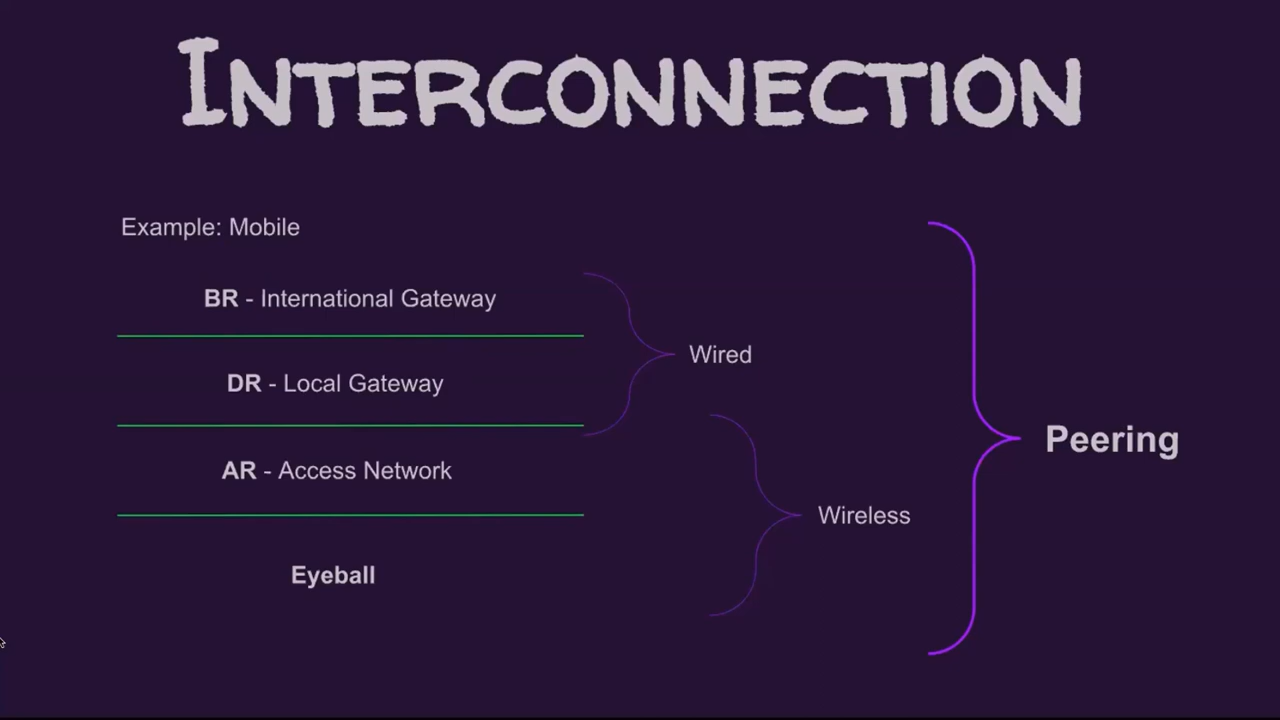 INTERCONNECTION
Example: Mobile
BR - International Gateway
Wired
DR - Local Gateway
Peering
AR - Access Network
Wireless
Eyeball